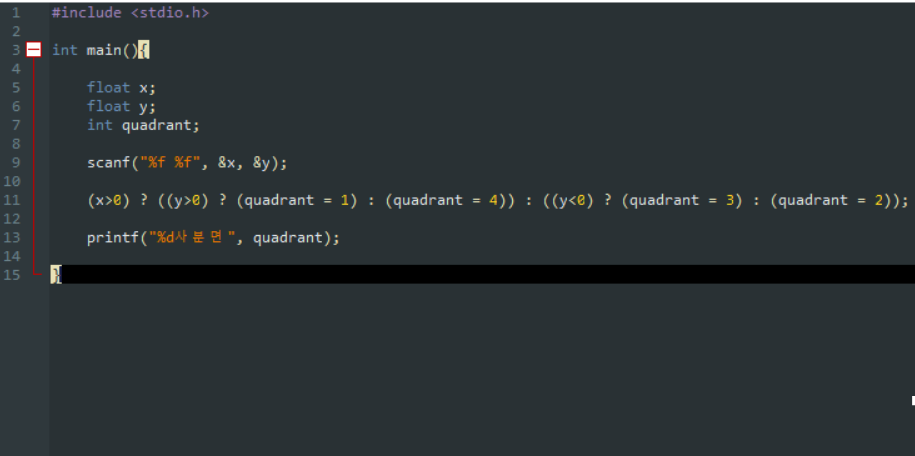 1 #include <stdio.h>
2
3 int main(){
4
5 float x;
6 float y;
7 int quadrant;
8
9 scanf("%f %f", &x, &y);
10
11 (x>0) ? ((y>0) ? (quadrant = 1) : (quadrant = 4)) : ((y<0) ? (quadrant = 3) : (quadrant = 2));
12
13 printf("%d사분면", quadrant);
14
15 }